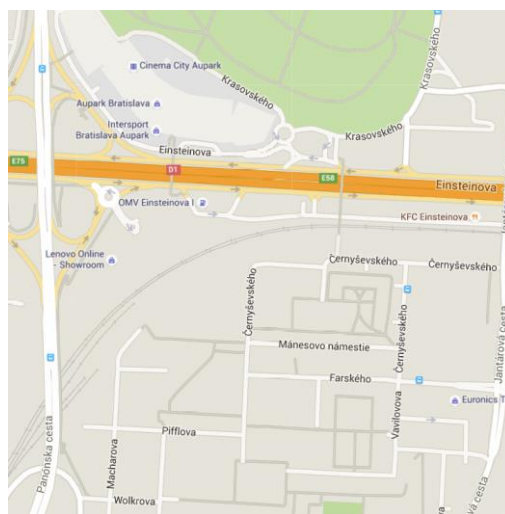 Cinema City Aupark
Krasovského
Krasovského
Aupark Bratislava
Intersport
Bratislava Aupark
Krasovského
Einsteinova
E75
D1
E58
Einsteinova
OMV Einsteinova I
KFC Einsteinova
Jantárová cesta
Lenovo Online
- Showroom
Černyševského
Černyševského
Černyševského
Černyševského
Mánesovo námestie
Farského
Euronics T
Vavilovova
Pifflova
Macharova
Panónska cesta
Wolkrova